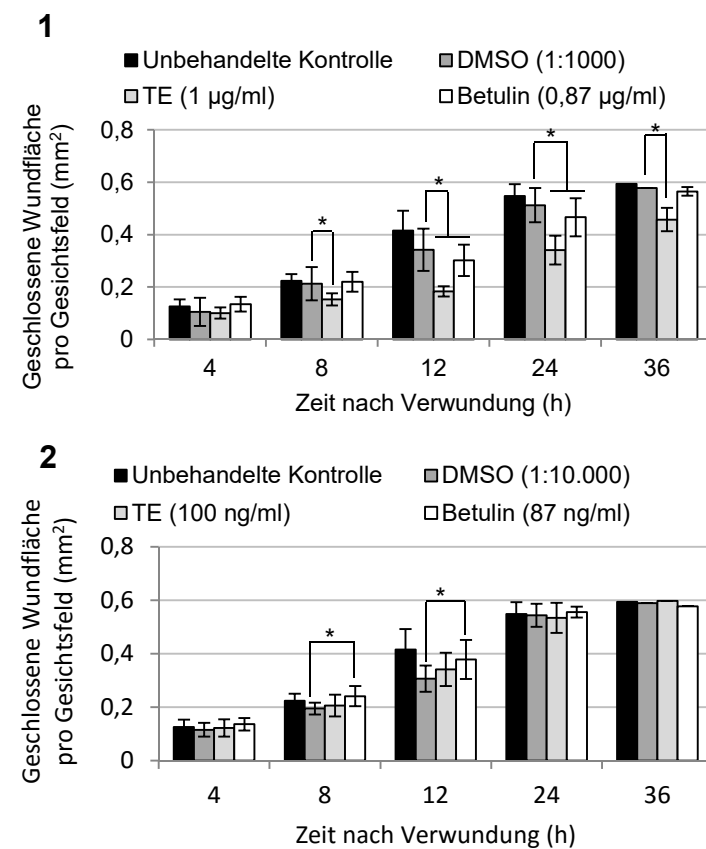 1
Unbehandelte Kontrolle DMSO (1:1000)
TE (1 µg/ml) Betulin (0,87 µg/ml)
Geschlossene Wundfläche
pro Gesichtsfeld (mm²)
0,8
0,6
0,4
0,2
0
* * * *
4 8 12 24 36
Zeit nach Verwundung (h)
2
Unbehandelte Kontrolle DMSO (1:10.000)
TE (100 ng/ml) Betulin (87 ng/ml)
Geschlossene Wundfläche
pro Gesichtsfeld (mm²)
0,8
0,6
0,4
0,2
0
* *
4 8 12 24 36
Zeit nach Verwundung (h)